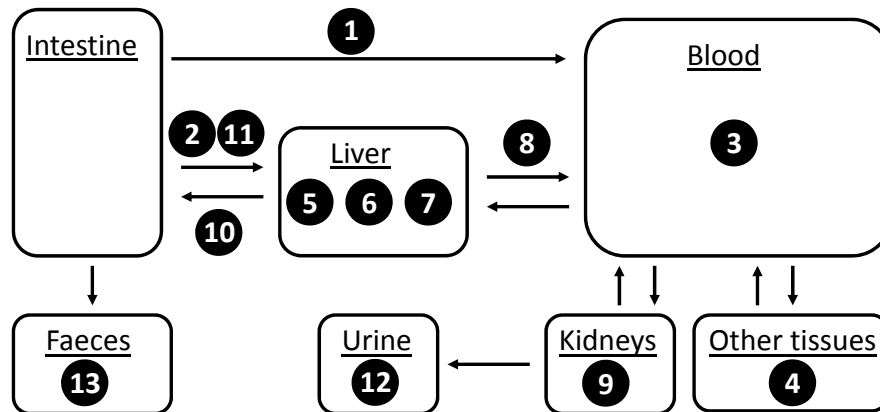 1
Intestine
Blood
2 11
3
Liver
8
5 6 7
10
Faeces
Urine
Kidneys
Other tissues
13
12
9
4